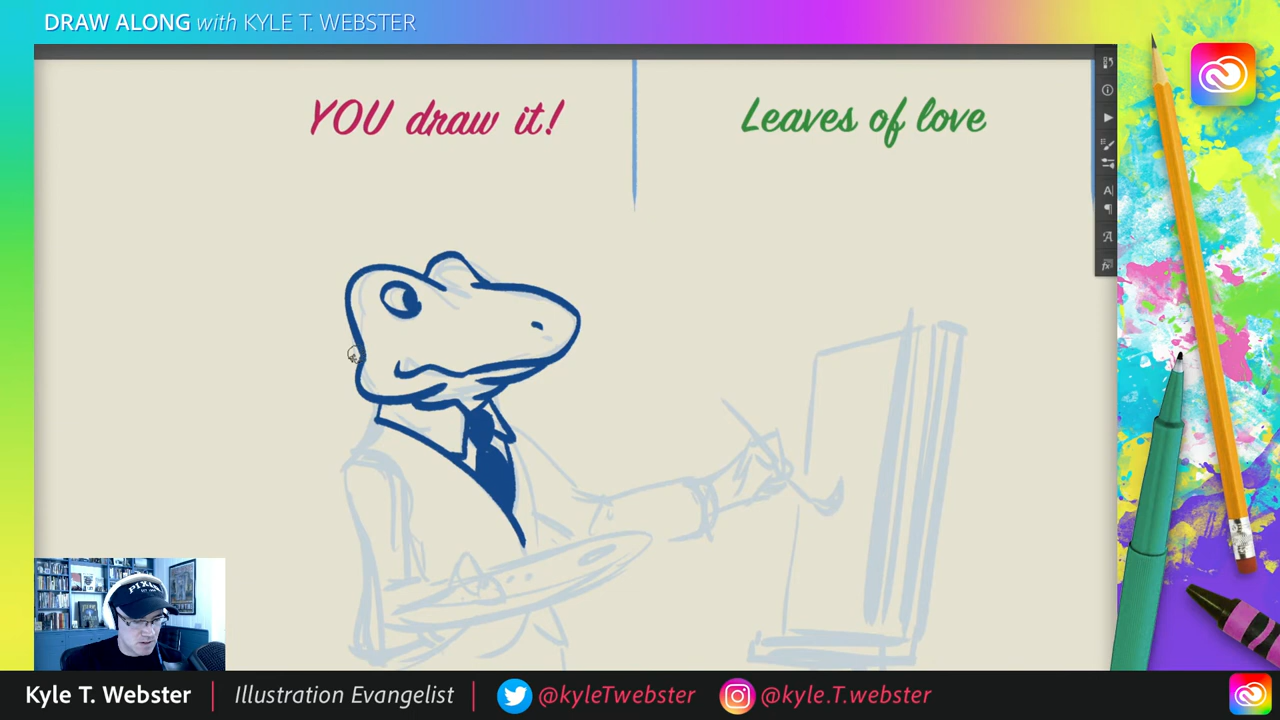 DRAW ALONG with KYLE T. WEBSTER
YOU draw it!
Leaves of love
Kyle T. Webster | Illustration Evangelist | @kyleTwebster @kyle.T.webster